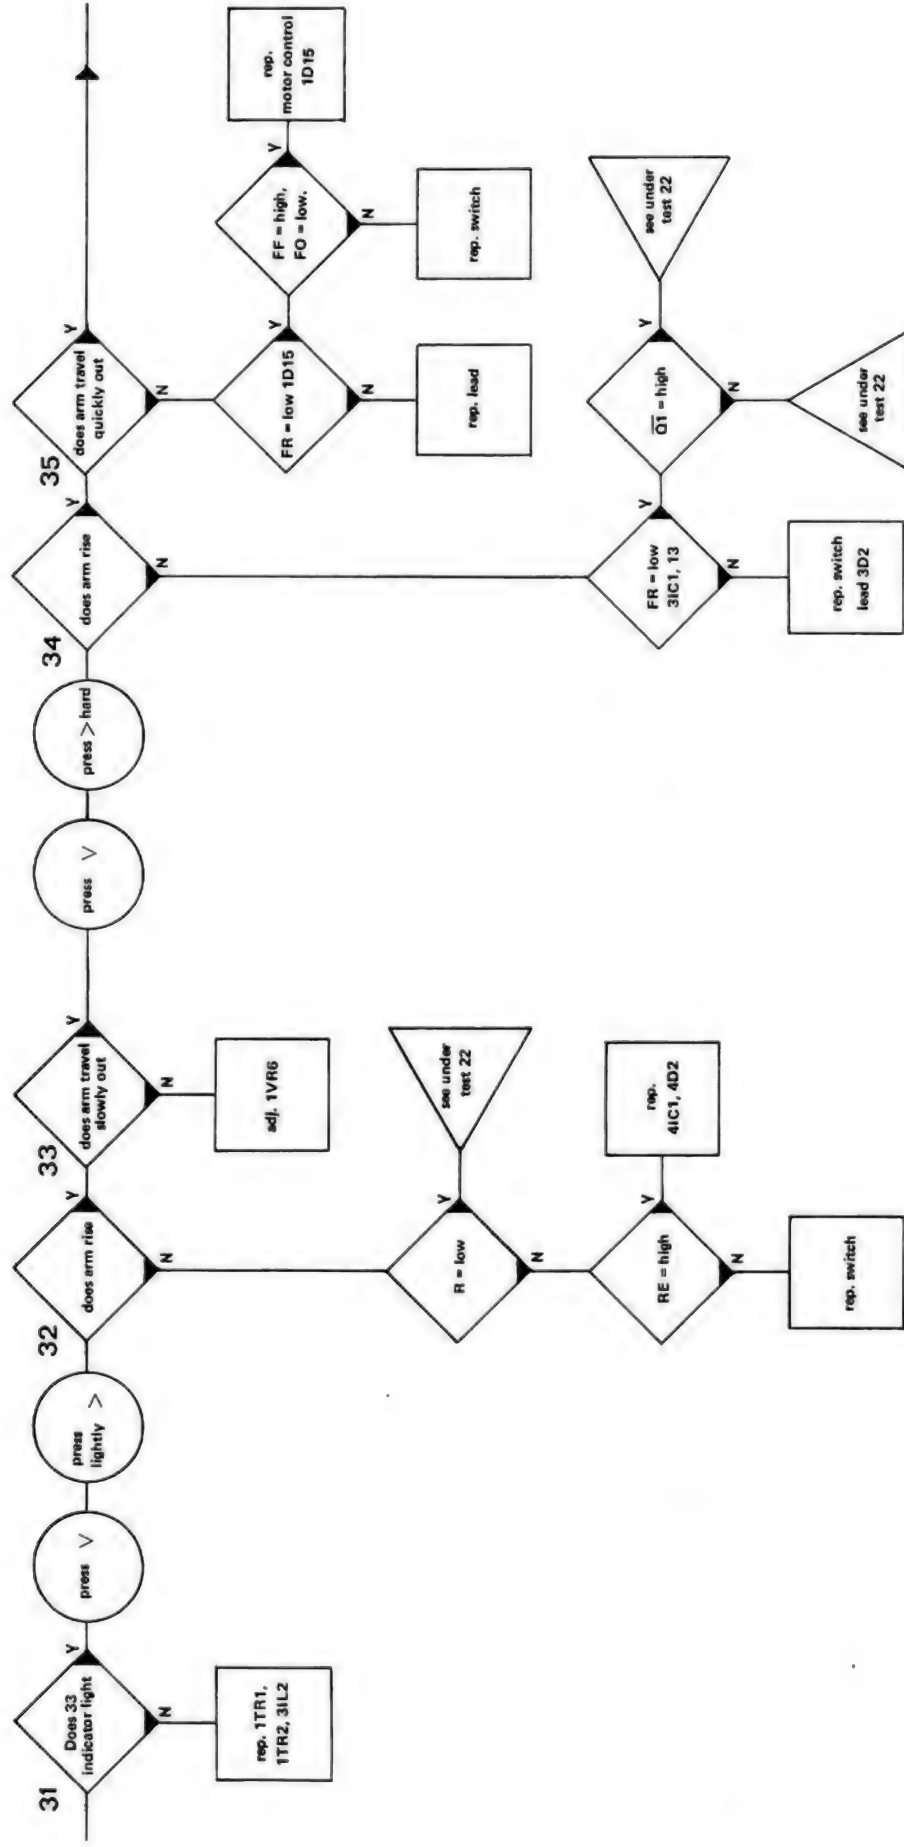 31
Does 33
indicator light
Y
N
rep. 1TR1,
1TR2, 3IL2
press ∨
press
lightly >
32
does arm rise
Y
N
R = low
Y
see under
test 22
N
RE = high
Y
rep.
4IC1, 4D2
N
rep. switch
33
does arm travel
slowly out
Y
N
adj. 1VR6
press ∨
press > hard
34
does arm rise
Y
N
FR = low
3IC1, 13
Y
N
rep. switch
lead 3D2
Q̅1̅ = high
Y
see under
test 22
N
see under
test 22
35
does arm travel
quickly out
Y
N
FR = low 1D15
Y
N
rep. lead
FF = high,
FO = low.
Y
rep.
motor control
1D15
N
rep. switch